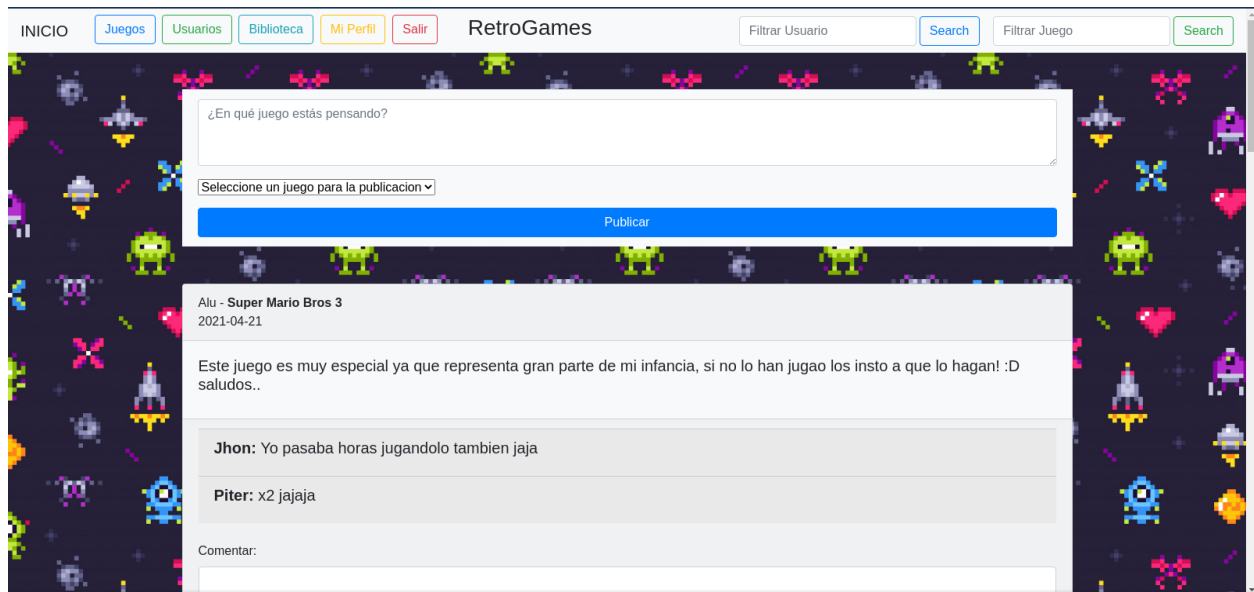 INICIO Juegos Usuarios Biblioteca Mi Perfil Salir RetroGames Filtrar Usuario Search Filtrar Juego Search
¿En qué juego estás pensando?
Seleccione un juego para la publicacion
Publicar
Alu - Super Mario Bros 3
2021-04-21
Este juego es muy especial ya que representa gran parte de mi infancia, si no lo han jugao los insto a que lo hagan! :D
saludos..
Jhon: Yo pasaba horas jugandolo tambien jaja
Piter: x2 jajaja
Comentar: